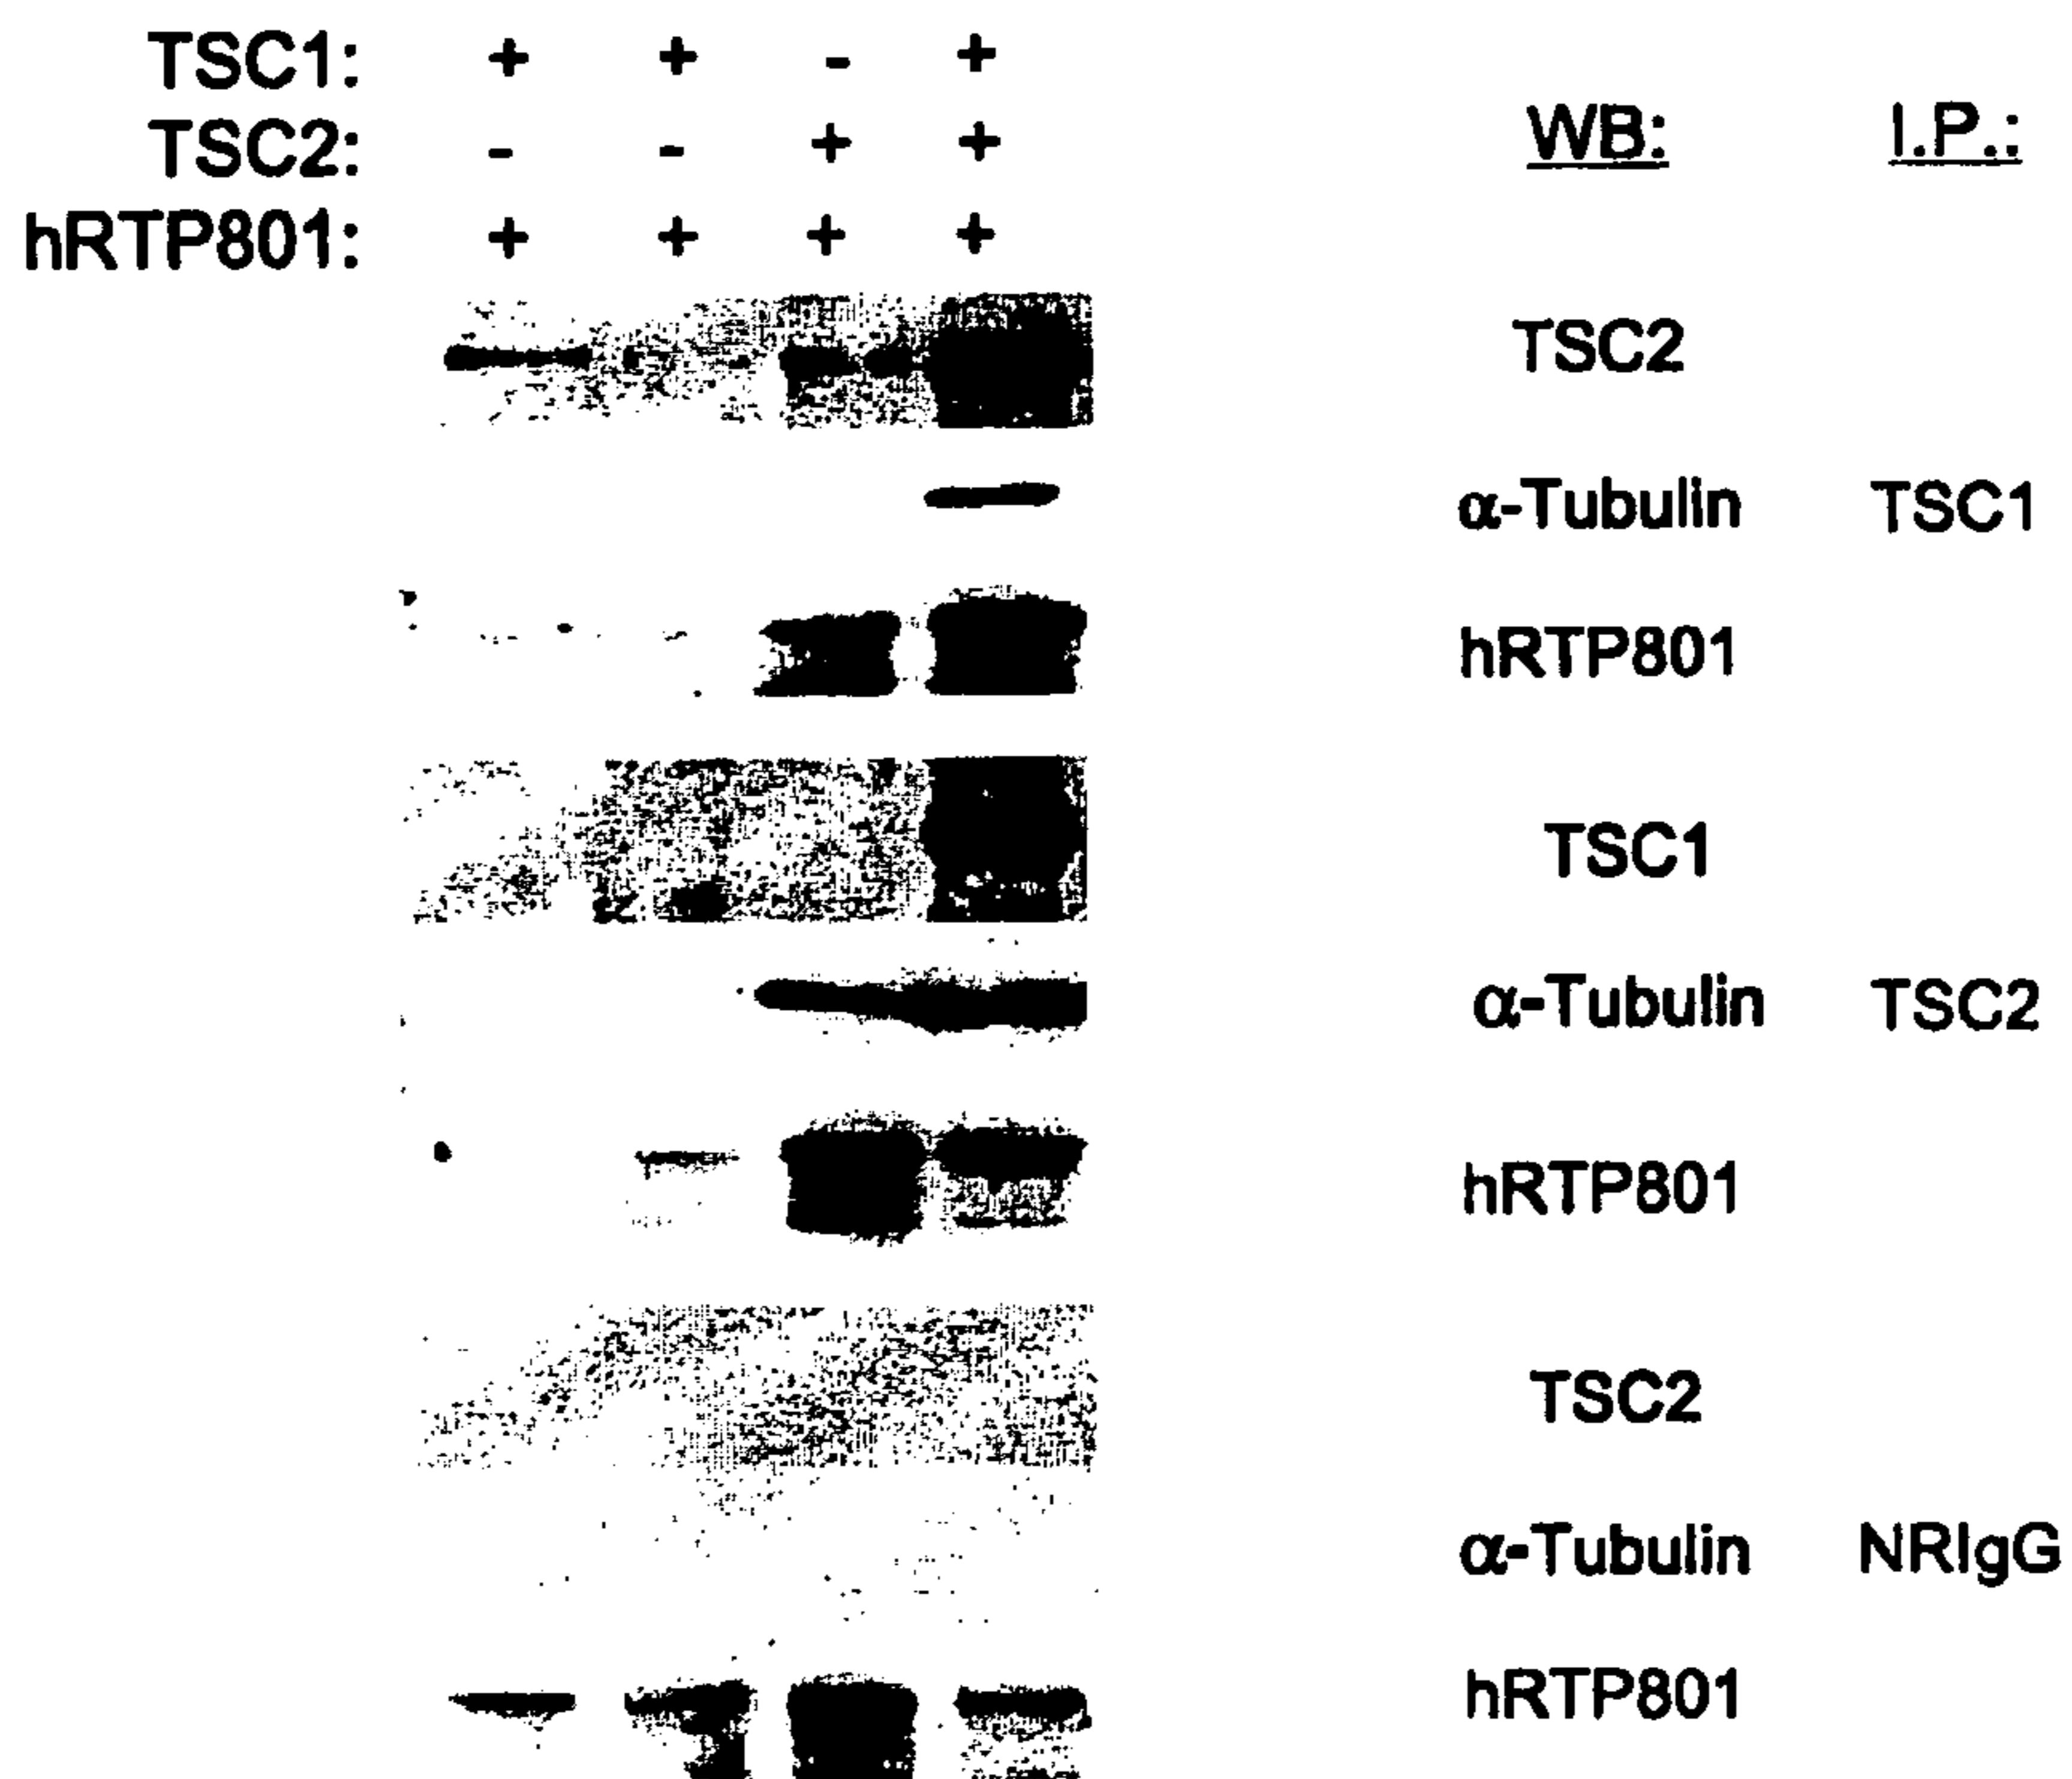 TSC1: + + - +
TSC2: - - + +
WB: I.P.:
hRTP801: + + + +
TSC2
α-Tubulin TSC1
hRTP801
TSC1
α-Tubulin TSC2
hRTP801
TSC2
α-Tubulin NRIgG
hRTP801